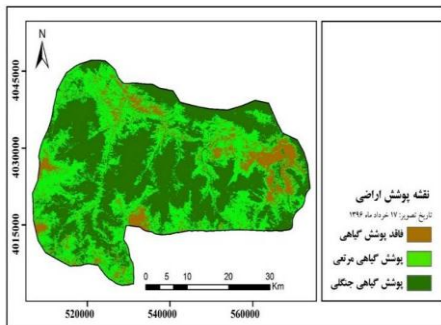 N
4045000
4030000
4015000
520000
540000
560000
0 5 10 20 30
Km
نقشه پوشش اراضی
تاریخ تصویر: ۱۷ خرداد ماه ۱۳۹۶
فاقد پوشش گیاهی
پوشش گیاهی مرتعی
پوشش گیاهی جنگلی